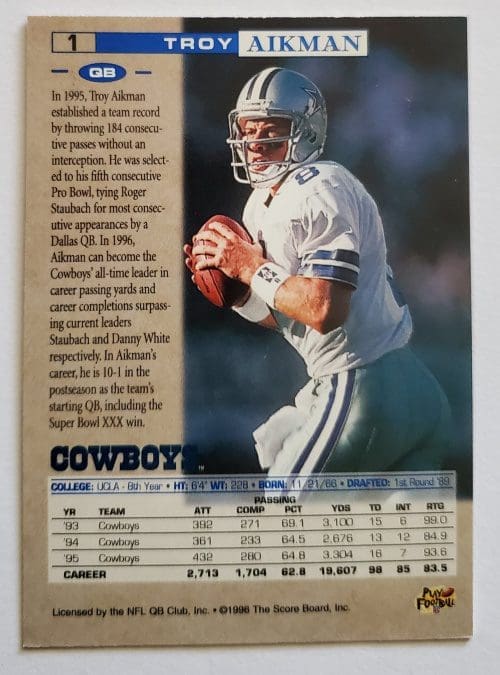 1 TROY AIKMAN
QB
In 1995, Troy Aikman
established a team record
by throwing 184 consecu-
tive passes without an
interception. He was select-
ed to his fifth consecutive
Pro Bowl, tying Roger
Staubach for most consec-
utive appearances by a
Dallas QB. In 1996,
Aikman can become the
Cowboys' all-time leader in
career passing yards and
career completions surpass-
ing current leaders
Staubach and Danny White
respectively. In Aikman's
career, he is 10-1 in the
postseason as the team's
starting QB, including the
Super Bowl XXX win.
8
COWBOYS ™
COLLEGE: UCLA - 8th Year • HT: 6'4" WT: 228 • BORN: 11/21/66 • DRAFTED: 1st Round '89
PASSING
YR TEAM ATT COMP PCT YDS TD INT RTG
'93 Cowboys 392 271 69.1 3,100 15 6 99.0
'94 Cowboys 361 233 64.5 2,676 13 12 84.9
'95 Cowboys 432 280 64.8 3,304 16 7 93.6
CAREER 2,713 1,704 62.8 19,607 98 85 83.5
Licensed by the NFL QB Club, Inc. • ©1996 The Score Board, Inc.
PLAY
FOOTBALL